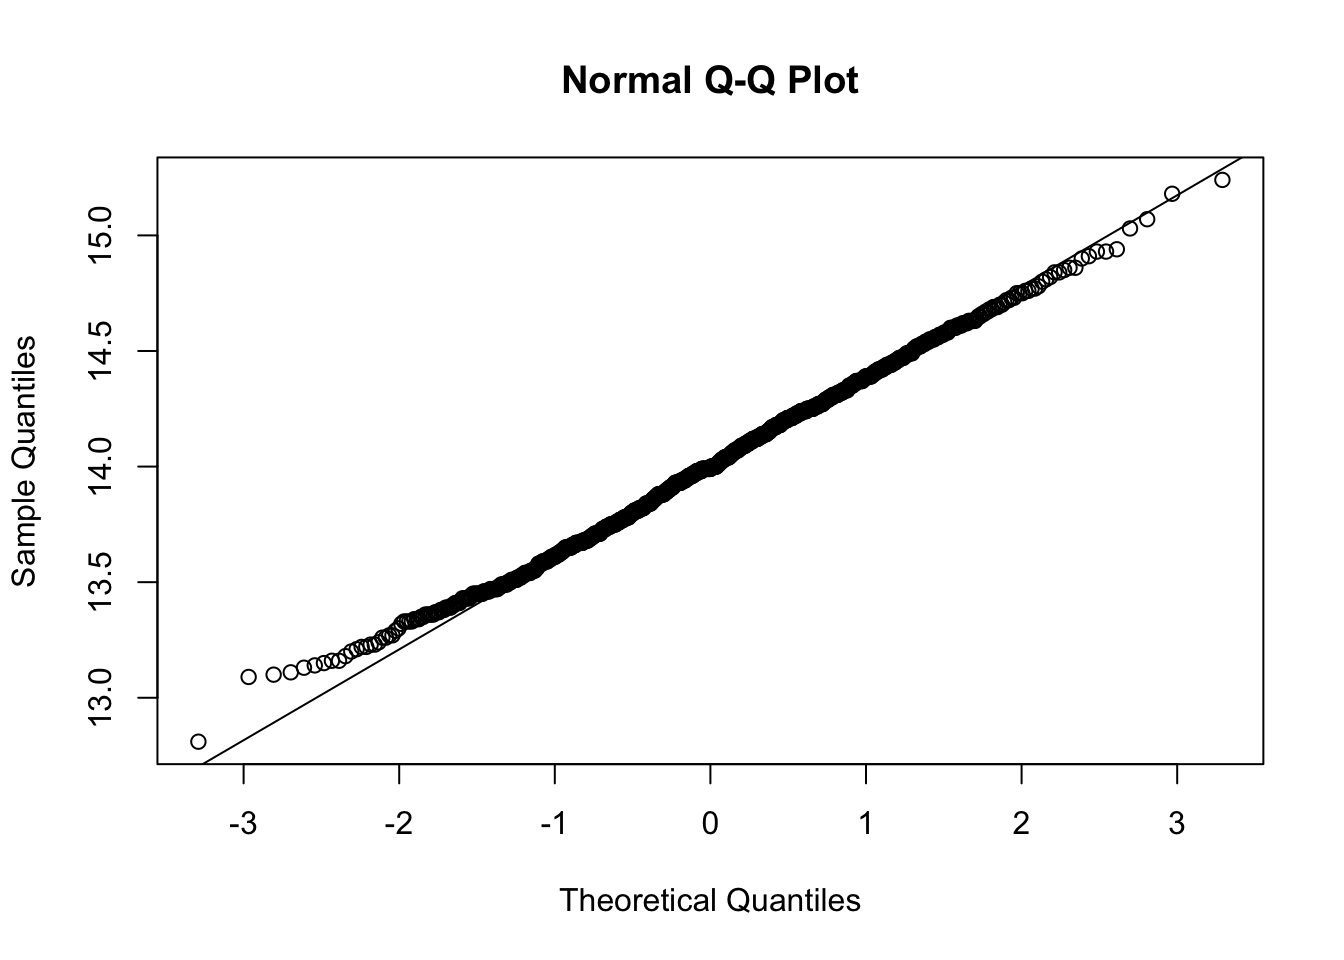 Normal Q-Q Plot
Sample Quantiles
15.0
14.5
14.0
13.5
13.0
-3 -2 -1 0 1 2 3
Theoretical Quantiles